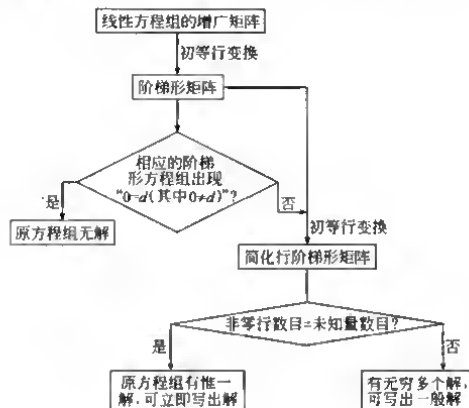 线性方程组的增广矩阵
初等行变换
阶梯形矩阵
相应的阶梯
形方程组出现
“0=d(其中0≠d)”?
是
否
原方程组无解
初等行变换
简化行阶梯形矩阵
非零行数目=未知量数目?
是
否
原方程组有惟一
解,可立即写出解
有无穷多个解,
可写出一般解